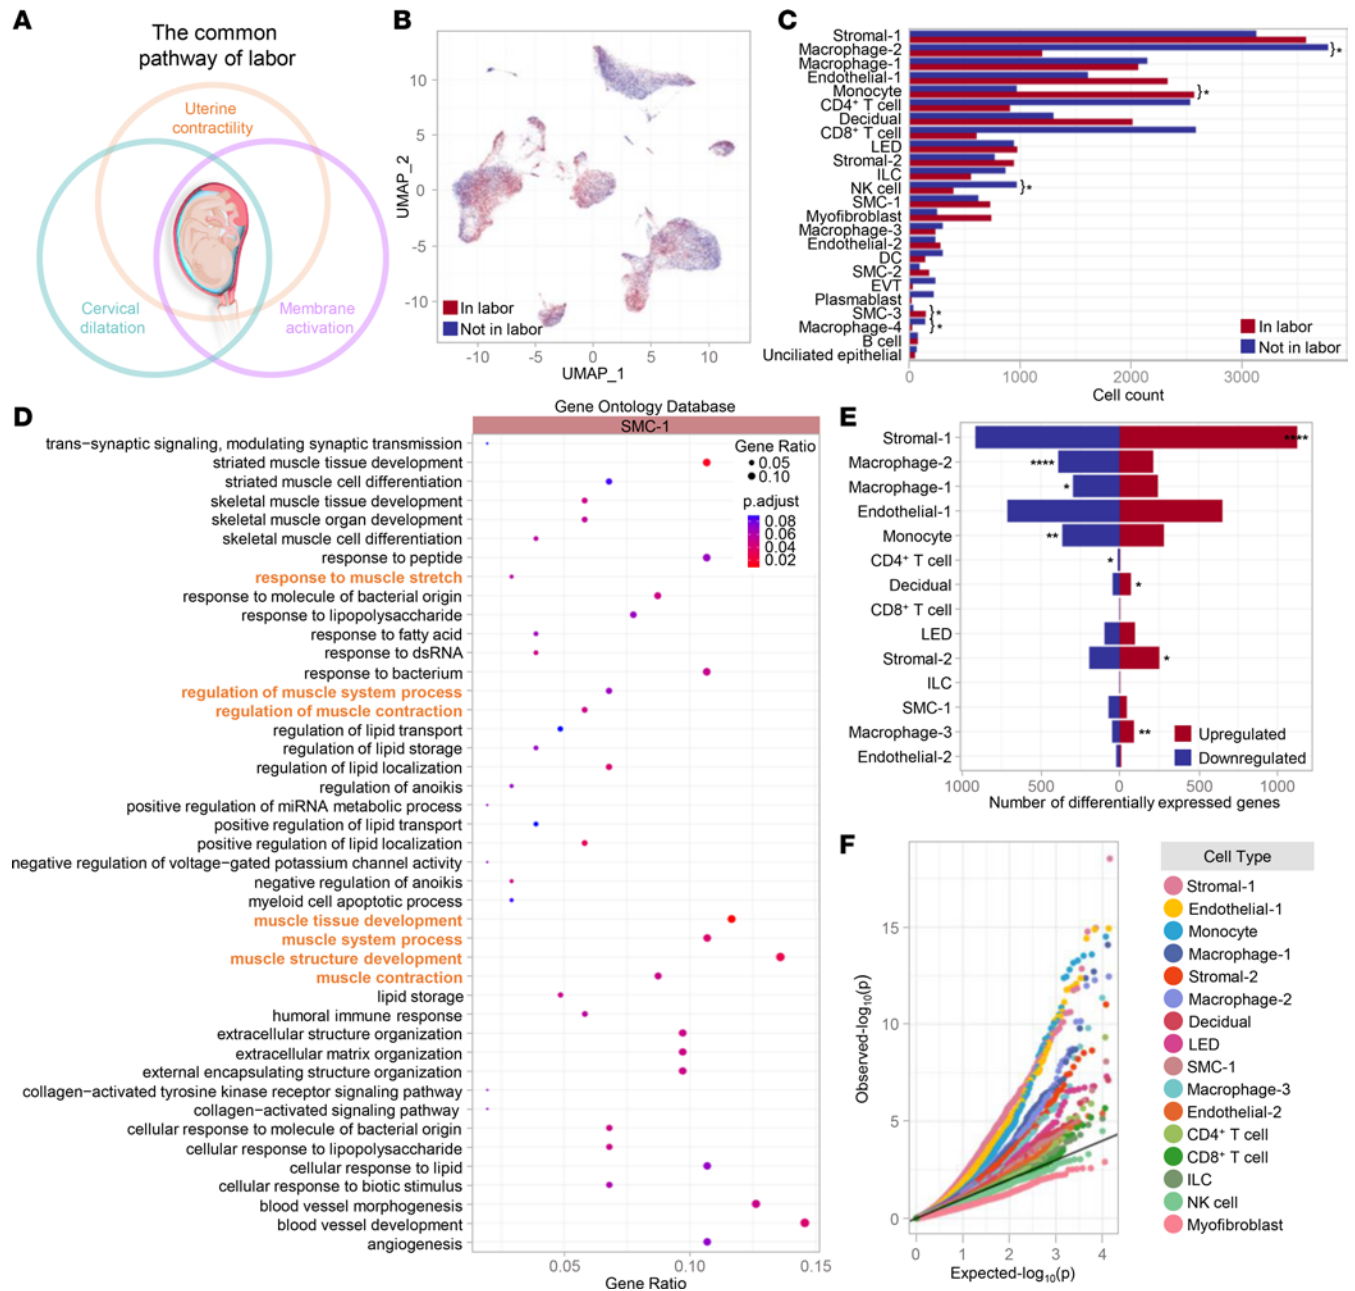 A
The common
pathway of labor
Uterine
contractility
Cervical
dilatation
Membrane
activation
B
UMAP_2
10
5
0
-5
-10
In labor
Not in labor
-10
-5
0
5
10
UMAP_1
C
Stromal-1
Macrophage-2
Macrophage-1
Endothelial-1
Monocyte
CD4+ T cell
Decidual
CD8+ T cell
LED
Stromal-2
ILC
NK cell
SMC-1
Myofibroblast
Macrophage-3
Endothelial-2
DC
SMC-2
EVT
Plasmablast
SMC-3
Macrophage-4
B cell
Unciliated epithelial
}*
}*
}*
}*
}*
In labor
Not in labor
0
1000
2000
3000
Cell count
D
Gene Ontology Database
SMC-1
trans−synaptic signaling, modulating synaptic transmission
striated muscle tissue development
striated muscle cell differentiation
skeletal muscle tissue development
skeletal muscle organ development
skeletal muscle cell differentiation
response to peptide
response to muscle stretch
response to molecule of bacterial origin
response to lipopolysaccharide
response to fatty acid
response to dsRNA
response to bacterium
regulation of muscle system process
regulation of muscle contraction
regulation of lipid transport
regulation of lipid storage
regulation of lipid localization
regulation of anoikis
positive regulation of miRNA metabolic process
positive regulation of lipid transport
positive regulation of lipid localization
negative regulation of voltage−gated potassium channel activity
negative regulation of anoikis
myeloid cell apoptotic process
muscle tissue development
muscle system process
muscle structure development
muscle contraction
lipid storage
humoral immune response
extracellular structure organization
extracellular matrix organization
external encapsulating structure organization
collagen−activated tyrosine kinase receptor signaling pathway
collagen−activated signaling pathway
cellular response to molecule of bacterial origin
cellular response to lipopolysaccharide
cellular response to lipid
cellular response to biotic stimulus
blood vessel morphogenesis
blood vessel development
angiogenesis
Gene Ratio
0.05
0.10
p.adjust
0.08
0.06
0.04
0.02
0.05
0.10
0.15
Gene Ratio
E
Stromal-1
Macrophage-2
Macrophage-1
Endothelial-1
Monocyte
CD4+ T cell
Decidual
CD8+ T cell
LED
Stromal-2
ILC
SMC-1
Macrophage-3
Endothelial-2
****
****
*
**
*
*
*
**
Upregulated
Downregulated
1000
500
0
500
1000
Number of differentially expressed genes
F
Observed-log10(p)
15
10
5
0
0
1
2
3
4
Expected-log10(p)
Cell Type
Stromal-1
Endothelial-1
Monocyte
Macrophage-1
Stromal-2
Macrophage-2
Decidual
LED
SMC-1
Macrophage-3
Endothelial-2
CD4+ T cell
CD8+ T cell
ILC
NK cell
Myofibroblast